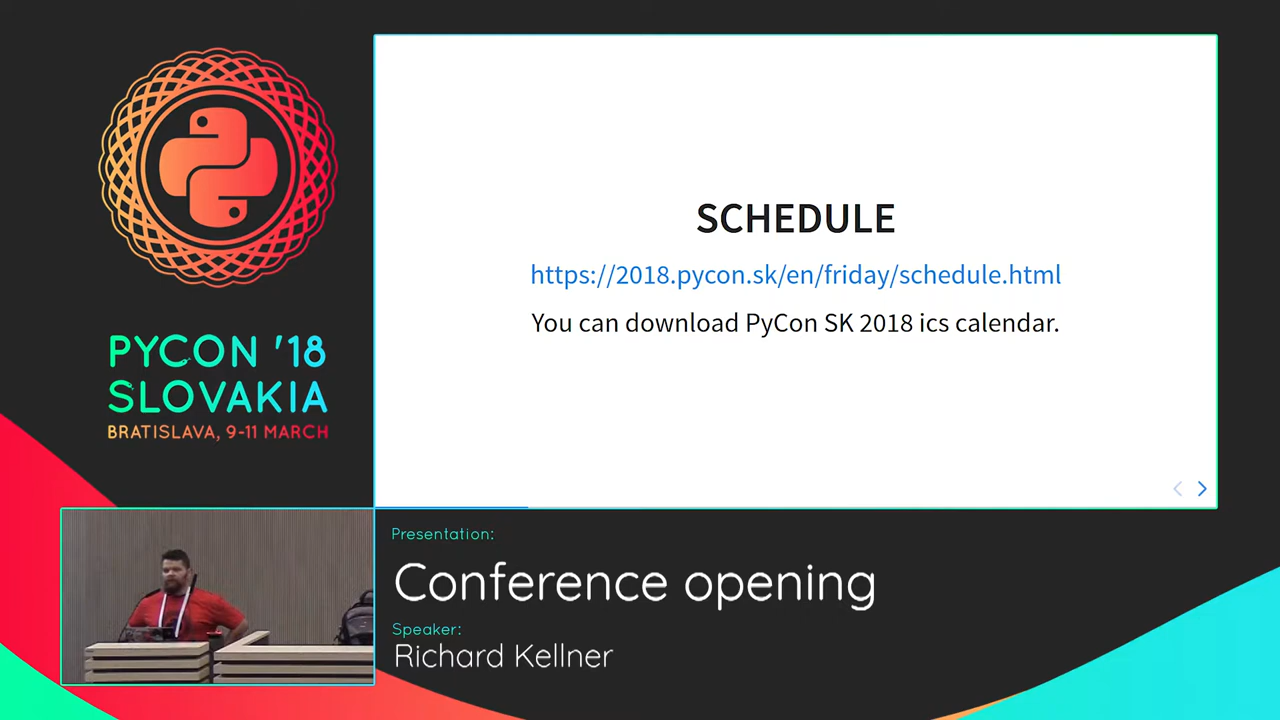 PYCON '18
SLOVAKIA
BRATISLAVA, 9-11 MARCH
SCHEDULE
https://2018.pycon.sk/en/friday/schedule.html
You can download PyCon SK 2018 ics calendar.
Presentation:
Conference opening
Speaker:
Richard Kellner